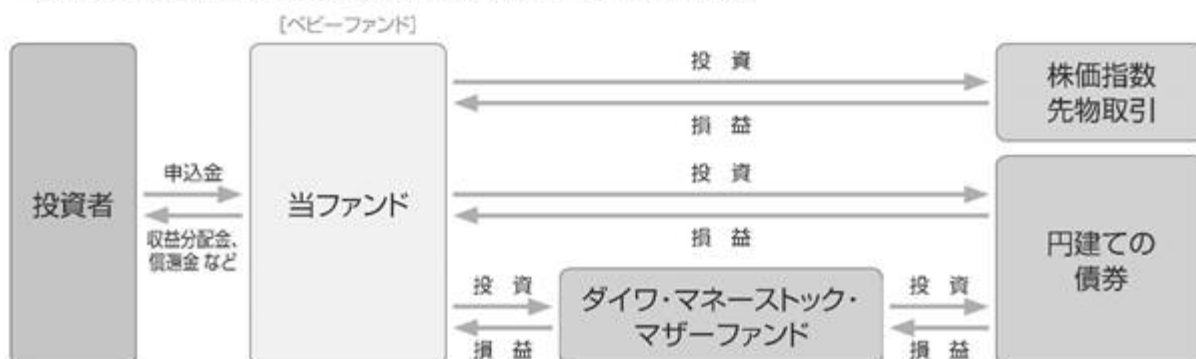 [ベビーファンド]
投資者
申込金
収益分配金、
償還金 など
当ファンド
投 資
損 益
株価指数
先物取引
投 資
損 益
円建ての
債券
投 資
損 益
ダイワ・マネーストック・
マザーファンド
投 資
損 益